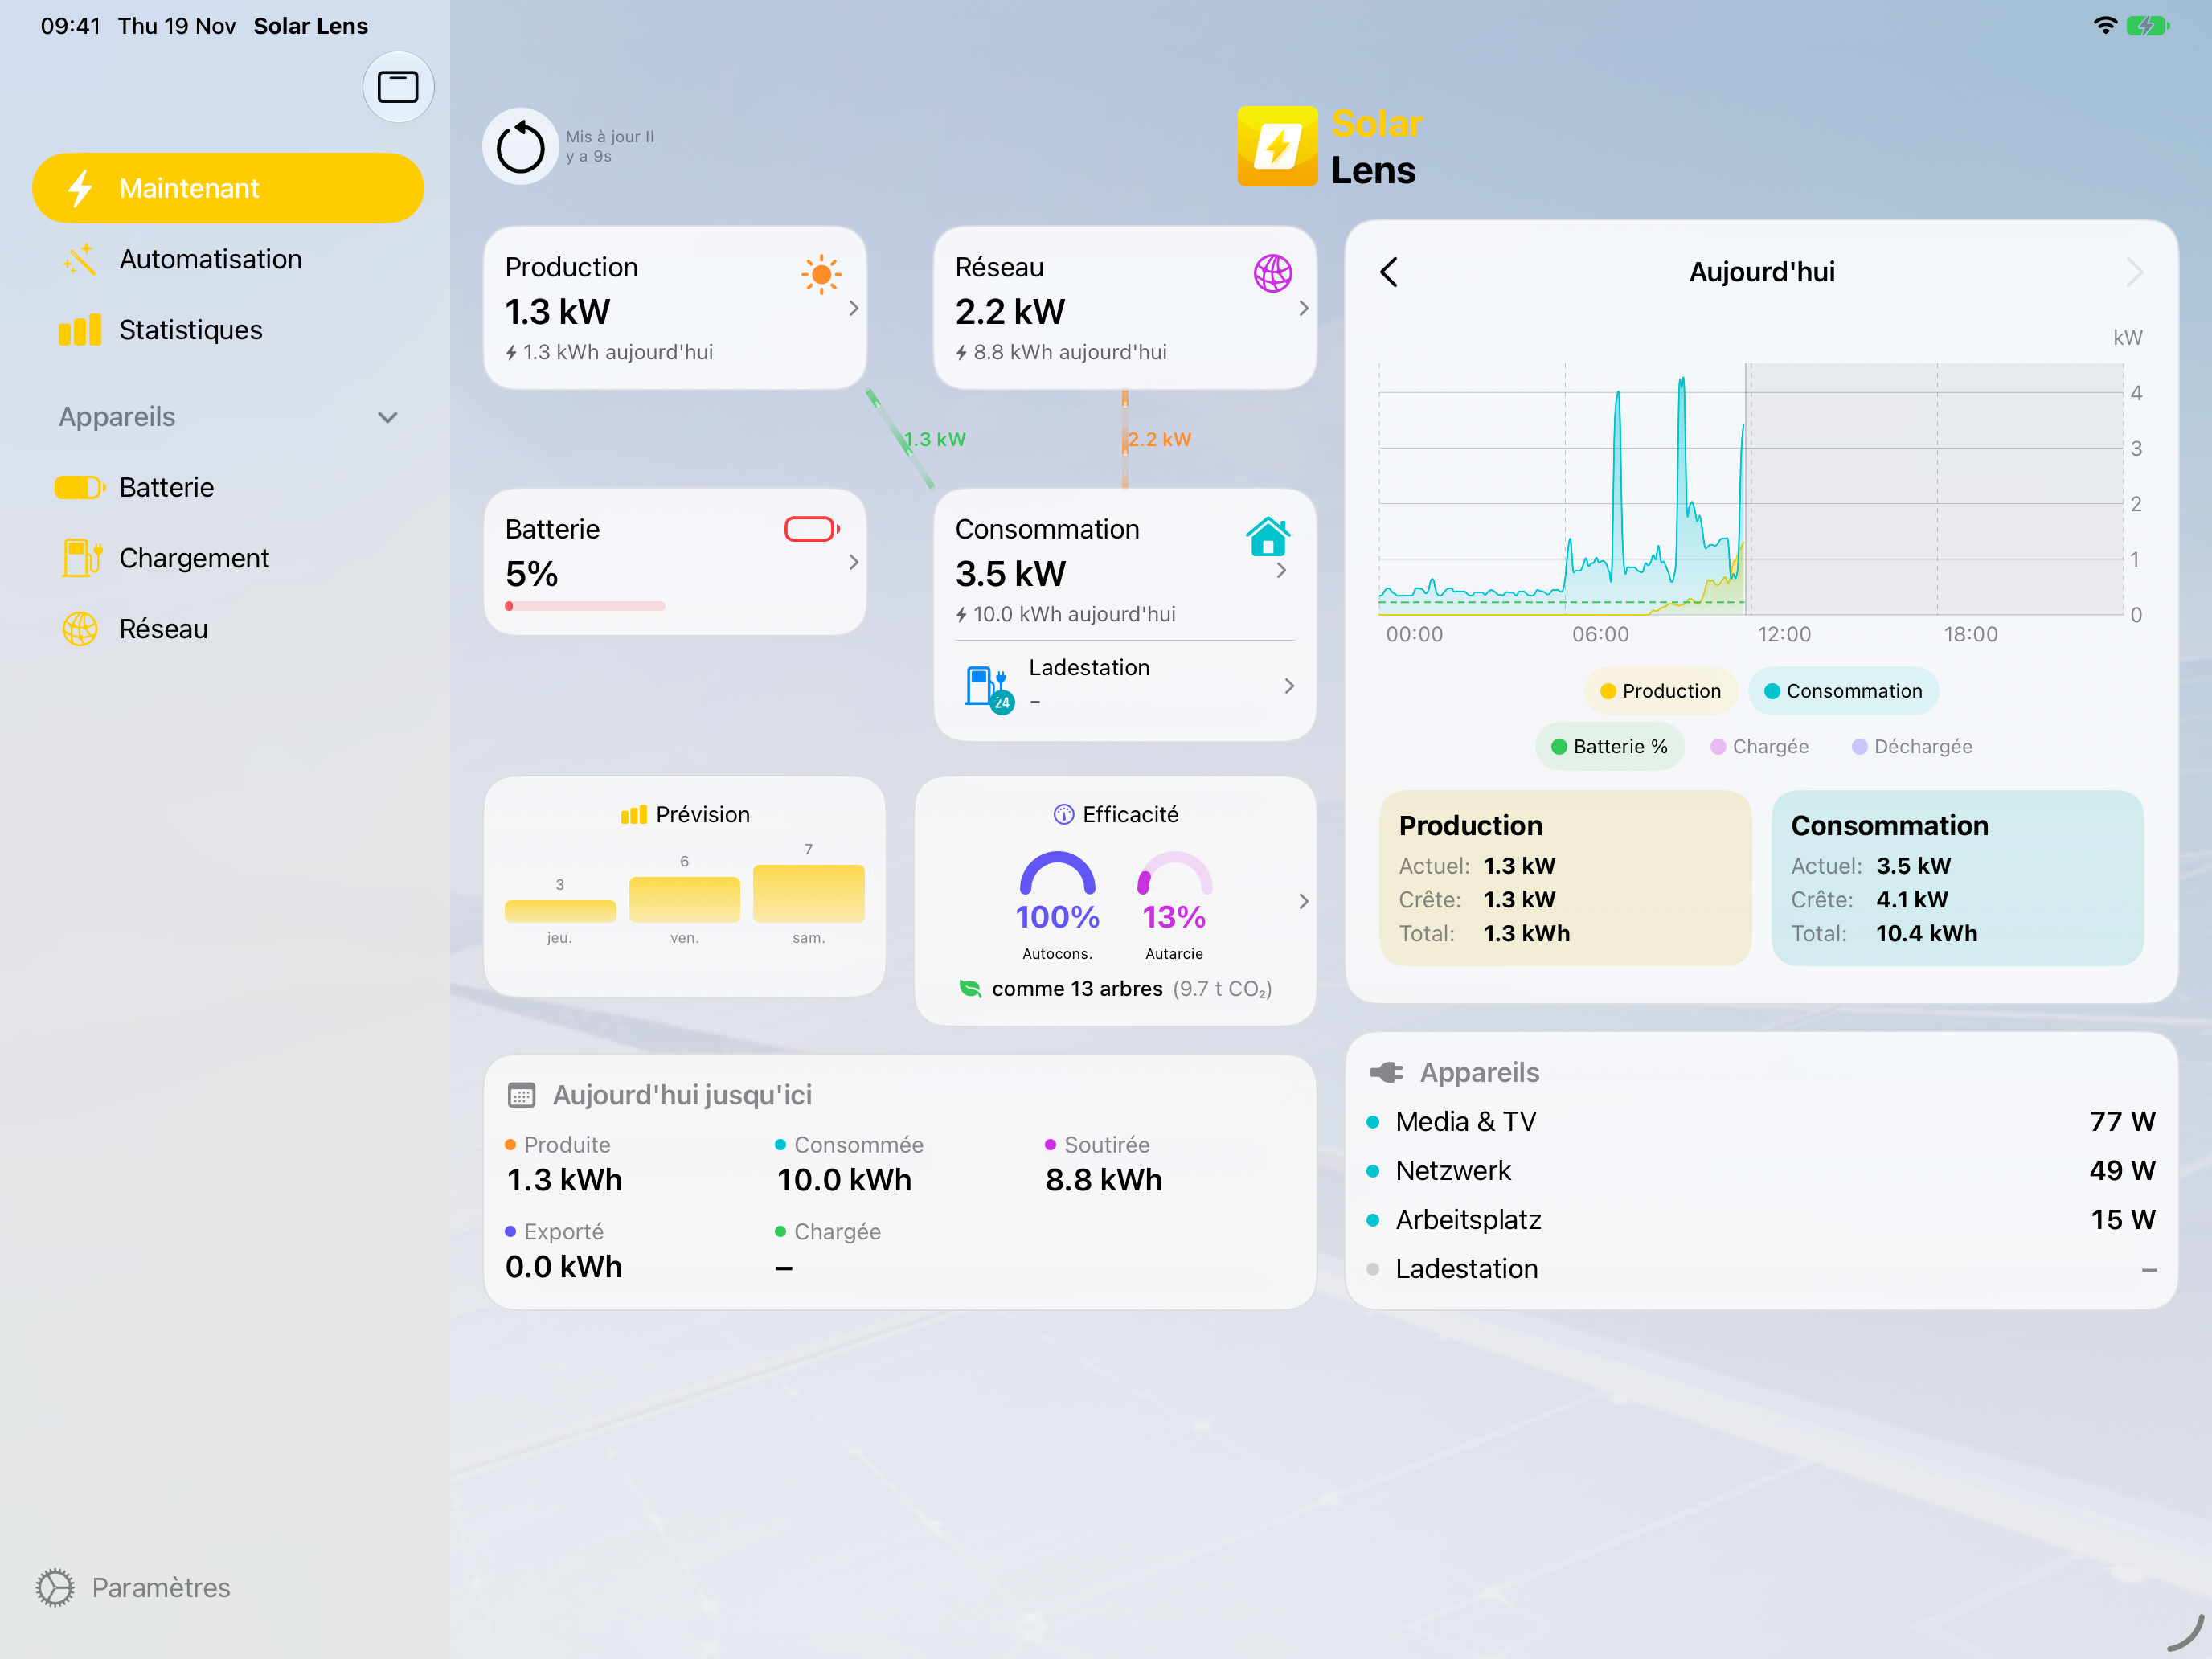 09:41 Thu 19 Nov Solar Lens
Maintenant
Automatisation
Statistiques
Appareils
Batterie
Chargement
Réseau
Paramètres
Mis à jour Il
y a 9s
Solar
Lens
Production
1.3 kW
1.3 kWh aujourd'hui
Réseau
2.2 kW
8.8 kWh aujourd'hui
1.3 kW
2.2 kW
Batterie
5%
Consommation
3.5 kW
10.0 kWh aujourd'hui
Ladestation
24
-
Prévision
3
6
7
jeu.
ven.
sam.
Efficacité
100%
13%
Autocons.
Autarcie
comme 13 arbres (9.7 t CO₂)
Aujourd'hui jusqu'ici
Produite
1.3 kWh
Consommée
10.0 kWh
Soutirée
8.8 kWh
Exporté
0.0 kWh
Chargée
–
Aujourd'hui
kW
4
3
2
1
0
00:00
06:00
12:00
18:00
Production
Consommation
Batterie %
Chargée
Déchargée
Production
Actuel: 1.3 kW
Crête: 1.3 kW
Total: 1.3 kWh
Consommation
Actuel: 3.5 kW
Crête: 4.1 kW
Total: 10.4 kWh
Appareils
Media & TV 77 W
Netzwerk 49 W
Arbeitsplatz 15 W
Ladestation –